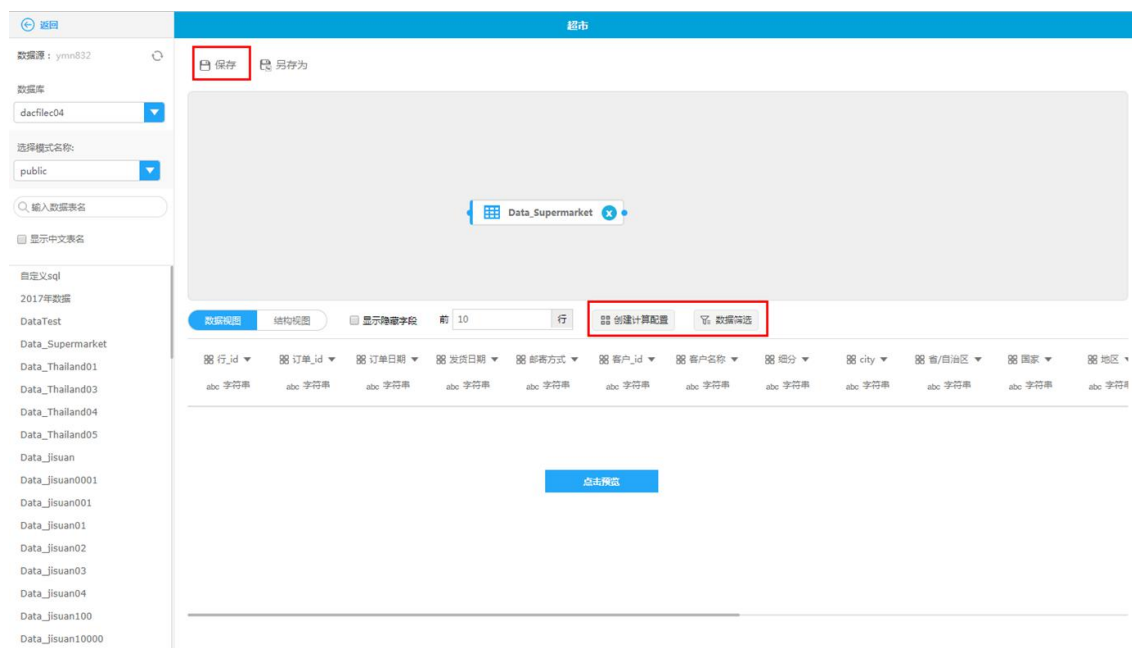 返回
超市
数据源： ymn832
保存 另存为
数据库
dacfilec04
选择模式名称:
public
输入数据表名
Data_Supermarket
显示中文表名
自定义sql
2017年数据
DataTest
Data_Supermarket
Data_Thailand01
Data_Thailand03
Data_Thailand04
Data_Thailand05
Data_jisuan
Data_jisuan0001
Data_jisuan001
Data_jisuan01
Data_jisuan02
Data_jisuan03
Data_jisuan04
Data_jisuan100
Data_jisuan10000
数据视图 结构视图 显示隐藏字段 前 10 行 创建计算配置 数据筛选
行_id 订单_id 订单日期 发货日期 邮寄方式 客户_id 客户名称 细分 city 省/自治区 国家 地区
abc 字符串 abc 字符串 abc 字符串 abc 字符串 abc 字符串 abc 字符串 abc 字符串 abc 字符串 abc 字符串 abc 字符串 abc 字符串 abc 字符串
点击预览